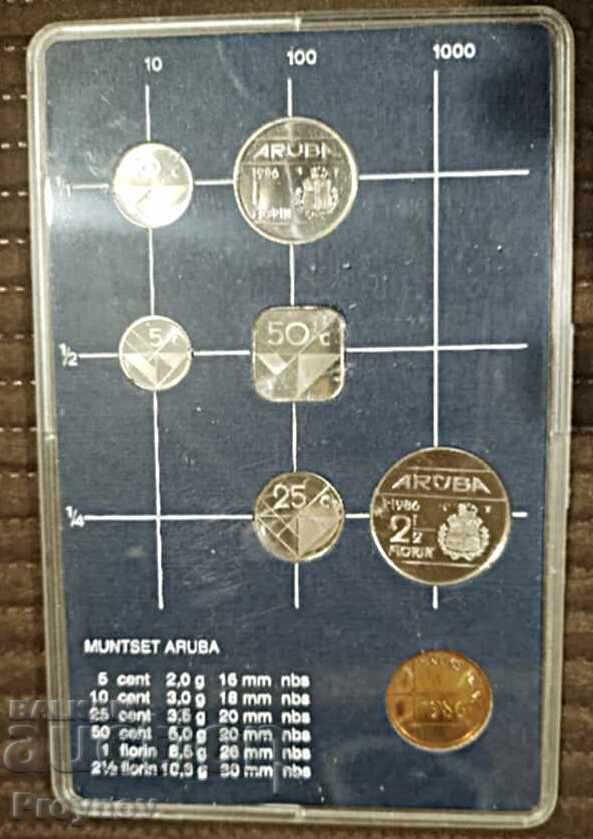 10 100 1000
1/1
ARUBA
1986
1
FLORIN
1/2
5 c
50 c
1/4
25 c
ARUBA
1986
2 1/2
FLORIN
MUNTSET ARUBA
5 cent 2,0 g 16 mm nbs
10 cent 3,0 g 18 mm nbs
25 cent 3,5 g 20 mm nbs
50 cent 5,0 g 20 mm nbs
1 florin 8,5 g 26 mm nbs
2½ florin 10,3 g 30 mm nbs
1986
Proynov.